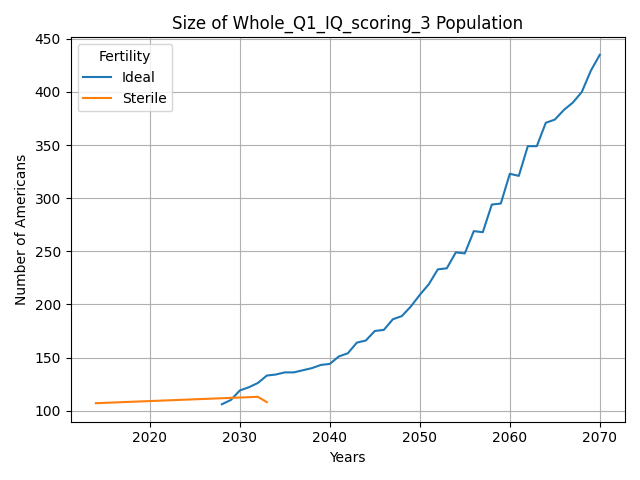 Size of Whole_Q1_IQ_scoring_3 Population
Fertility
Ideal
Sterile
Number of Americans
450
400
350
300
250
200
150
100
2020
2030
2040
2050
2060
2070
Years